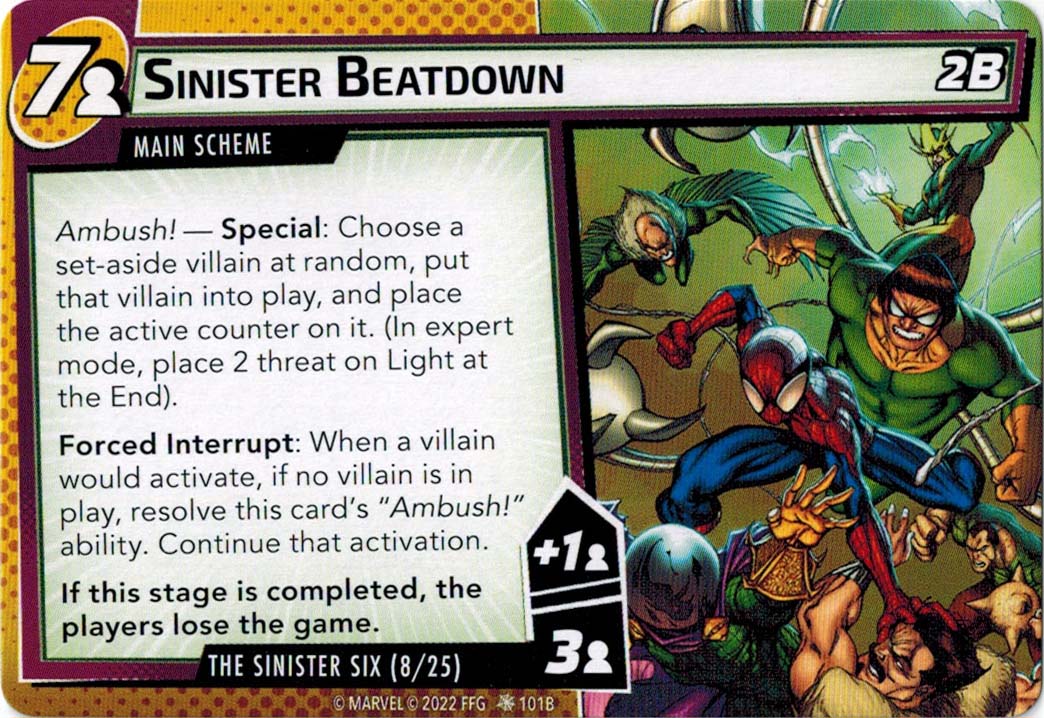 7
SINISTER BEATDOWN
2B
MAIN SCHEME
Ambush! — Special: Choose a
set-aside villain at random, put
that villain into play, and place
the active counter on it. (In expert
mode, place 2 threat on Light at
the End).
Forced Interrupt: When a villain
would activate, if no villain is in
play, resolve this card's "Ambush!"
ability. Continue that activation.
If this stage is completed, the
players lose the game.
+1
3
THE SINISTER SIX (8/25)
© MARVEL © 2022 FFG 101B